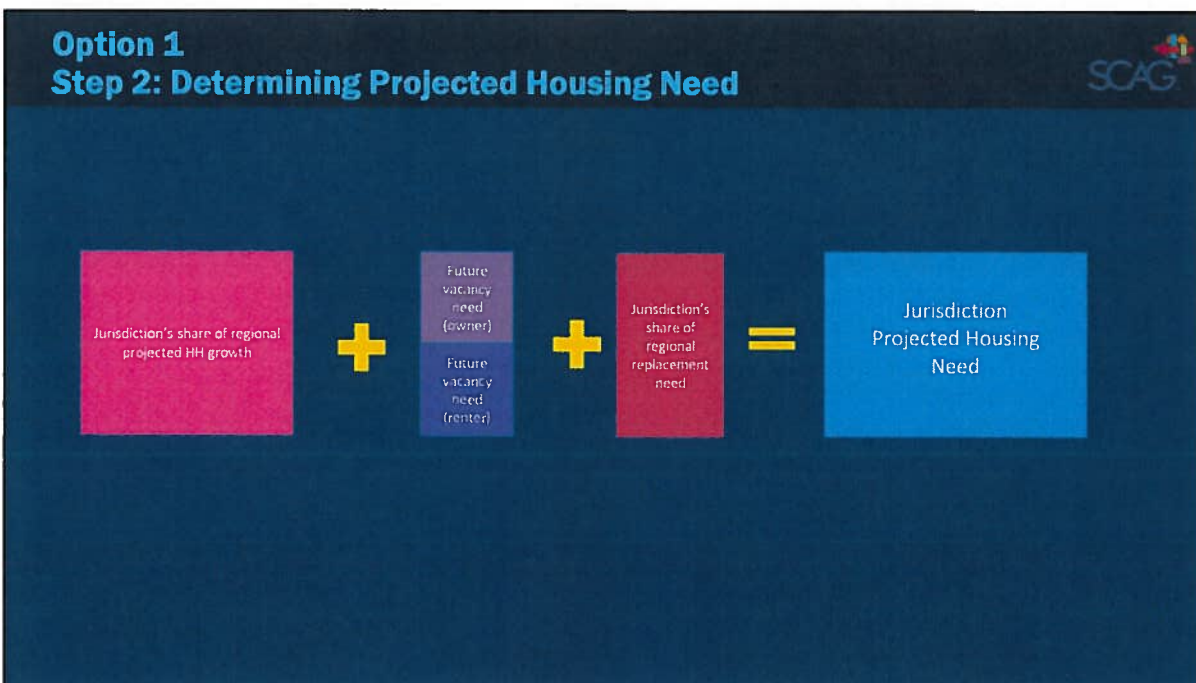 Option 1
Step 2: Determining Projected Housing Need
SCAG
Jurisdiction's share of regional
projected HH growth
+
Future
vacancy
need
(owner)
Future
vacancy
need
(renter)
+
Jurisdiction's
share of
regional
replacement
need
=
Jurisdiction
Projected Housing
Need